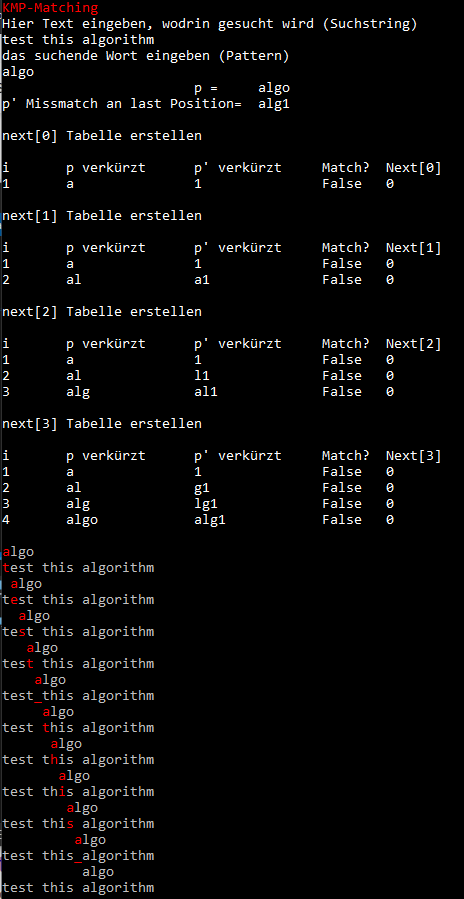 KMP-Matching
Hier Text eingeben, wodrin gesucht wird (Suchstring)
test this algorithm
das suchende Wort eingeben (Pattern)
algo
p = algo
p' Missmatch an last Position= alg1
next[0] Tabelle erstellen
i p verkürzt p' verkürzt Match? Next[0]
1 a 1 False 0
next[1] Tabelle erstellen
i p verkürzt p' verkürzt Match? Next[1]
1 a 1 False 0
2 al a1 False 0
next[2] Tabelle erstellen
i p verkürzt p' verkürzt Match? Next[2]
1 a 1 False 0
2 al l1 False 0
3 alg al1 False 0
next[3] Tabelle erstellen
i p verkürzt p' verkürzt Match? Next[3]
1 a 1 False 0
2 al g1 False 0
3 alg lg1 False 0
4 algo alg1 False 0
algo
test this algorithm
algo
test this algorithm
algo
test this algorithm
algo
test this algorithm
algo
test_this algorithm
algo
test this algorithm
algo
test this algorithm
algo
test this algorithm
algo
test this algorithm
algo
test this_algorithm
algo
test this algorithm